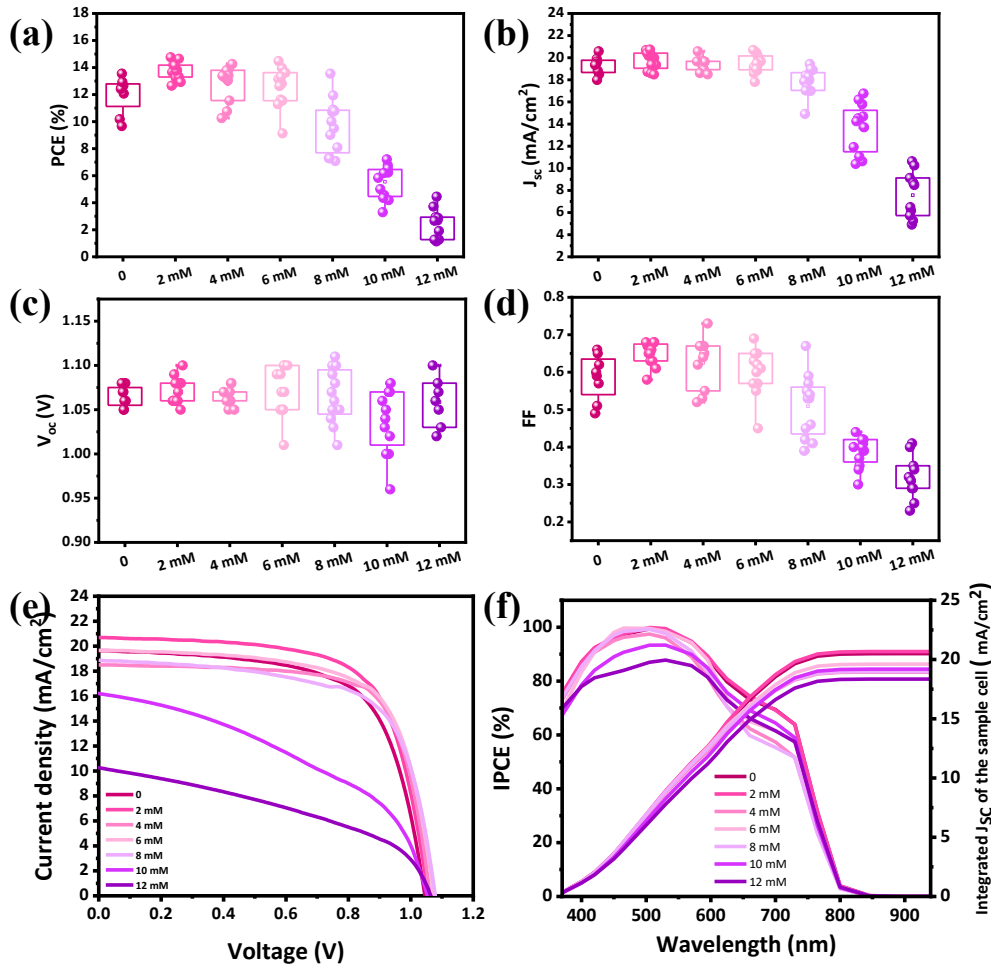 (a)
PCE (%)
18
16
14
12
10
8
6
4
2
0
0 2 mM 4 mM 6 mM 8 mM 10 mM 12 mM
(b)
Jsc (mA/cm²)
24
22
20
18
16
14
12
10
8
6
4
2
0 2 mM 4 mM 6 mM 8 mM 10 mM 12 mM
(c)
Voc (V)
1.15
1.10
1.05
1.00
0.95
0.90
0 2 mM 4 mM 6 mM 8 mM 10 mM 12 mM
(d)
FF
0.8
0.7
0.6
0.5
0.4
0.3
0.2
0 2 mM 4 mM 6 mM 8 mM 10 mM 12 mM
(e)
Current density (mA/cm²)
24
22
20
18
16
14
12
10
8
6
4
2
0
0
2 mM
4 mM
6 mM
8 mM
10 mM
12 mM
0.0 0.2 0.4 0.6 0.8 1.0 1.2
Voltage (V)
(f)
IPCE (%)
100
80
60
40
20
0
0
2 mM
4 mM
6 mM
8 mM
10 mM
12 mM
400 500 600 700 800 900
Wavelength (nm)
25
20
15
10
5
0
Integrated JSC of the sample cell ( mA/cm²)